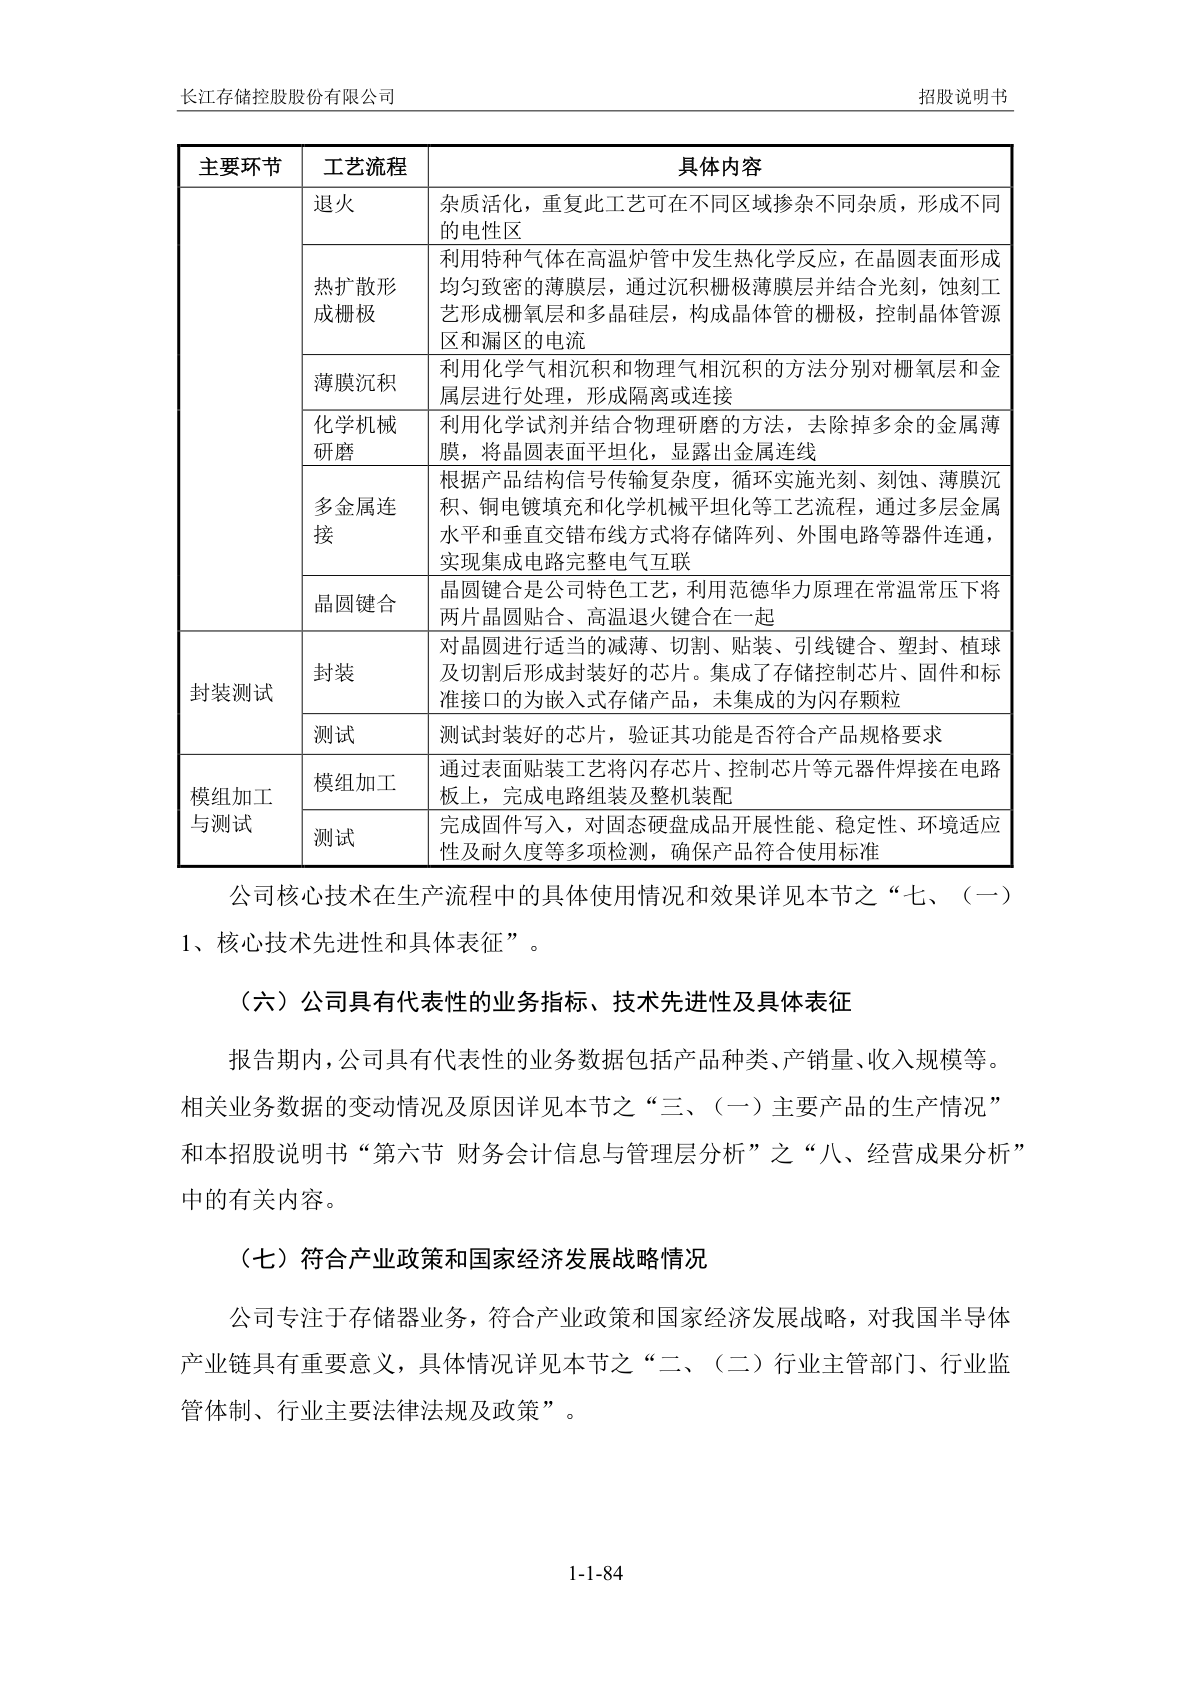 长江存储控股股份有限公司 招股说明书
主要环节 工艺流程 具体内容
退火 杂质活化，重复此工艺可在不同区域掺杂不同杂质，形成不同
的电性区
热扩散形
成栅极
利用特种气体在高温炉管中发生热化学反应，在晶圆表面形成
均匀致密的薄膜层，通过沉积栅极薄膜层并结合光刻，蚀刻工
艺形成栅氧层和多晶硅层，构成晶体管的栅极，控制晶体管源
区和漏区的电流
薄膜沉积
利用化学气相沉积和物理气相沉积的方法分别对栅氧层和金
属层进行处理，形成隔离或连接
化学机械
研磨
利用化学试剂并结合物理研磨的方法，去除掉多余的金属薄
膜，将晶圆表面平坦化，显露出金属连线
多金属连
接
根据产品结构信号传输复杂度，循环实施光刻、刻蚀、薄膜沉
积、铜电镀填充和化学机械平坦化等工艺流程，通过多层金属
水平和垂直交错布线方式将存储阵列、外围电路等器件连通，
实现集成电路完整电气互联
晶圆键合
晶圆键合是公司特色工艺，利用范德华力原理在常温常压下将
两片晶圆贴合、高温退火键合在一起
封装测试
封装
对晶圆进行适当的减薄、切割、贴装、引线键合、塑封、植球
及切割后形成封装好的芯片。集成了存储控制芯片、固件和标
准接口的为嵌入式存储产品，未集成的为闪存颗粒
测试 测试封装好的芯片，验证其功能是否符合产品规格要求
模组加工
与测试
模组加工
通过表面贴装工艺将闪存芯片、控制芯片等元器件焊接在电路
板上，完成电路组装及整机装配
测试
完成固件写入，对固态硬盘成品开展性能、稳定性、环境适应
性及耐久度等多项检测，确保产品符合使用标准
公司核心技术在生产流程中的具体使用情况和效果详见本节之“七、（一）
1、核心技术先进性和具体表征”。
（六）公司具有代表性的业务指标、技术先进性及具体表征
报告期内，公司具有代表性的业务数据包括产品种类、产销量、收入规模等。
相关业务数据的变动情况及原因详见本节之“三、（一）主要产品的生产情况”
和本招股说明书“第六节 财务会计信息与管理层分析”之“八、经营成果分析”
中的有关内容。
（七）符合产业政策和国家经济发展战略情况
公司专注于存储器业务，符合产业政策和国家经济发展战略，对我国半导体
产业链具有重要意义，具体情况详见本节之“二、（二）行业主管部门、行业监
管体制、行业主要法律法规及政策”。
1-1-84